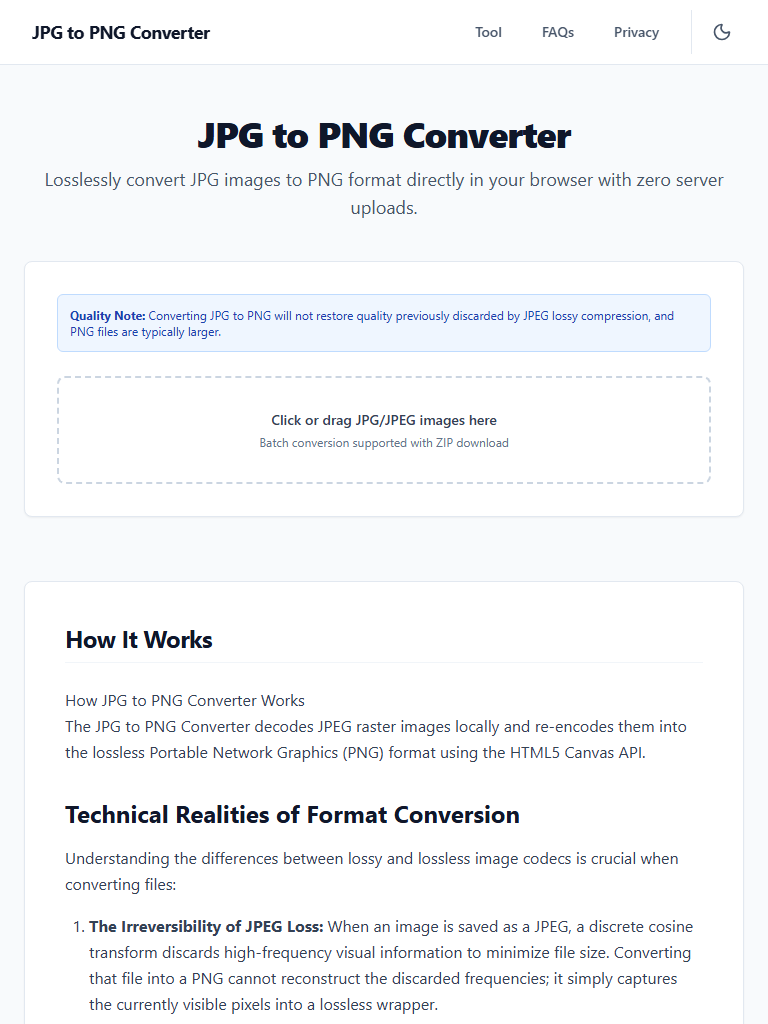 JPG to PNG Converter
Tool
FAQs
Privacy
JPG to PNG Converter
Losslessly convert JPG images to PNG format directly in your browser with zero server
uploads.
Quality Note: Converting JPG to PNG will not restore quality previously discarded by JPEG lossy compression, and
PNG files are typically larger.
Click or drag JPG/JPEG images here
Batch conversion supported with ZIP download
How It Works
How JPG to PNG Converter Works
The JPG to PNG Converter decodes JPEG raster images locally and re-encodes them into
the lossless Portable Network Graphics (PNG) format using the HTML5 Canvas API.
Technical Realities of Format Conversion
Understanding the differences between lossy and lossless image codecs is crucial when
converting files:
1. The Irreversibility of JPEG Loss: When an image is saved as a JPEG, a discrete cosine
transform discards high-frequency visual information to minimize file size. Converting
that file into a PNG cannot reconstruct the discarded frequencies; it simply captures
the currently visible pixels into a lossless wrapper.